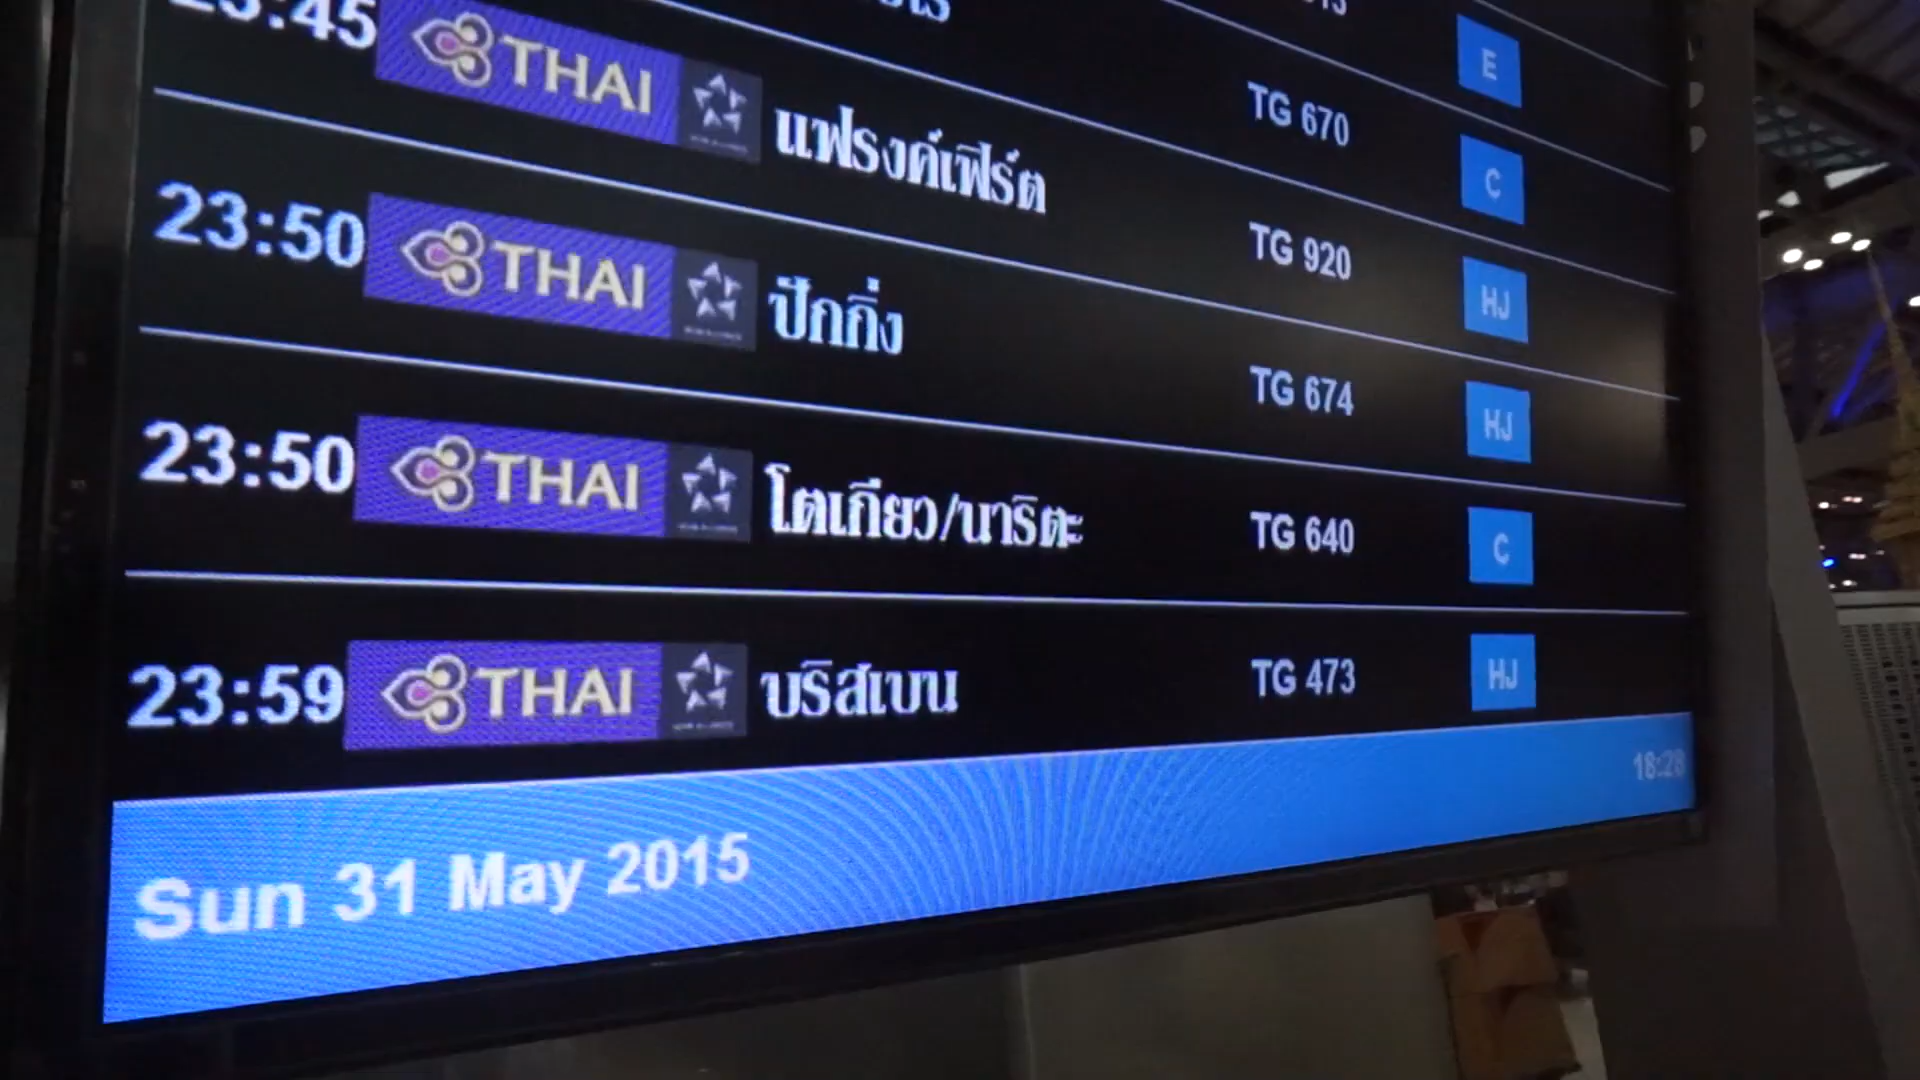 E
TG 670 C
23:45 THAI แฟรงค์เฟิร์ต TG 920 HJ
23:50 THAI ปักกิ่ง TG 674 HJ
23:50 THAI โตเกียว/นาริตะ TG 640 C
23:59 THAI บริสเบน TG 473 HJ
18:28
Sun 31 May 2015